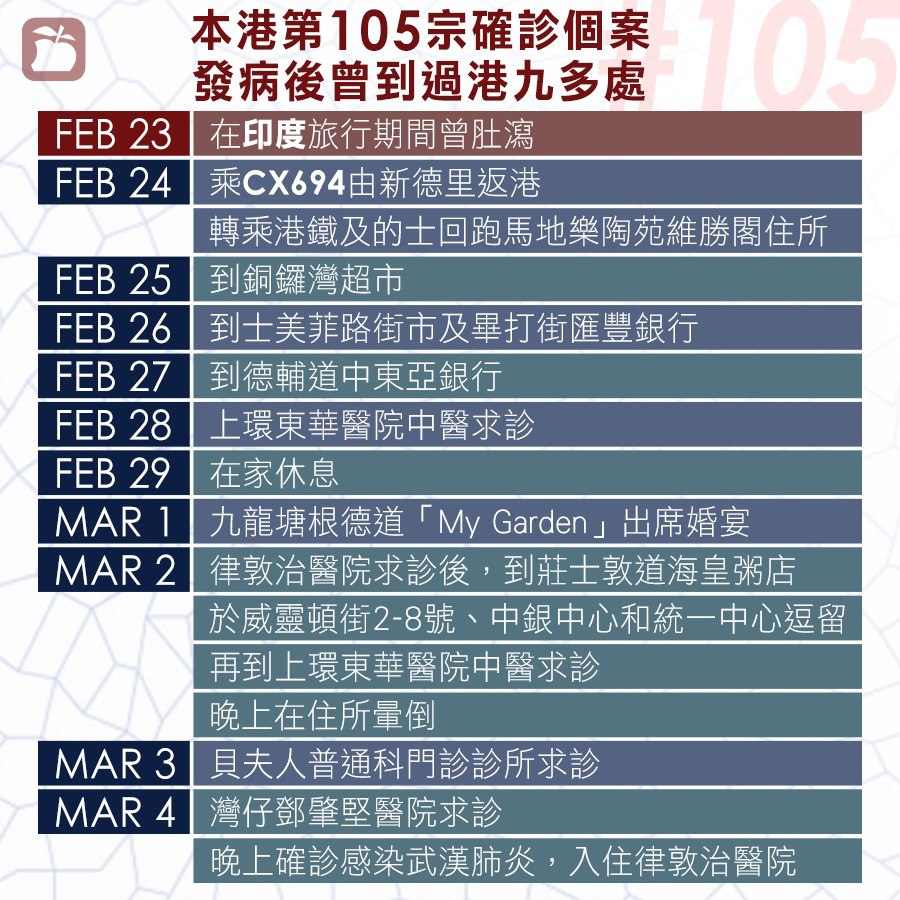 #105
本港第105宗確診個案
發病後曾到過港九多處
FEB 23 在印度旅行期間曾肚瀉
FEB 24 乘CX694由新德里返港
轉乘港鐵及的士回跑馬地樂陶苑維勝閣住所
FEB 25 到銅鑼灣超市
FEB 26 到士美菲路街市及畢打街匯豐銀行
FEB 27 到德輔道中東亞銀行
FEB 28 上環東華醫院中醫求診
FEB 29 在家休息
MAR 1 九龍塘根德道「My Garden」出席婚宴
MAR 2 律敦治醫院求診後，到莊士敦道海皇粥店
於威靈頓街2-8號、中銀中心和統一中心逗留
再到上環東華醫院中醫求診
晚上在住所暈倒
MAR 3 貝夫人普通科門診診所求診
MAR 4 灣仔鄧肇堅醫院求診
晚上確診感染武漢肺炎，入住律敦治醫院